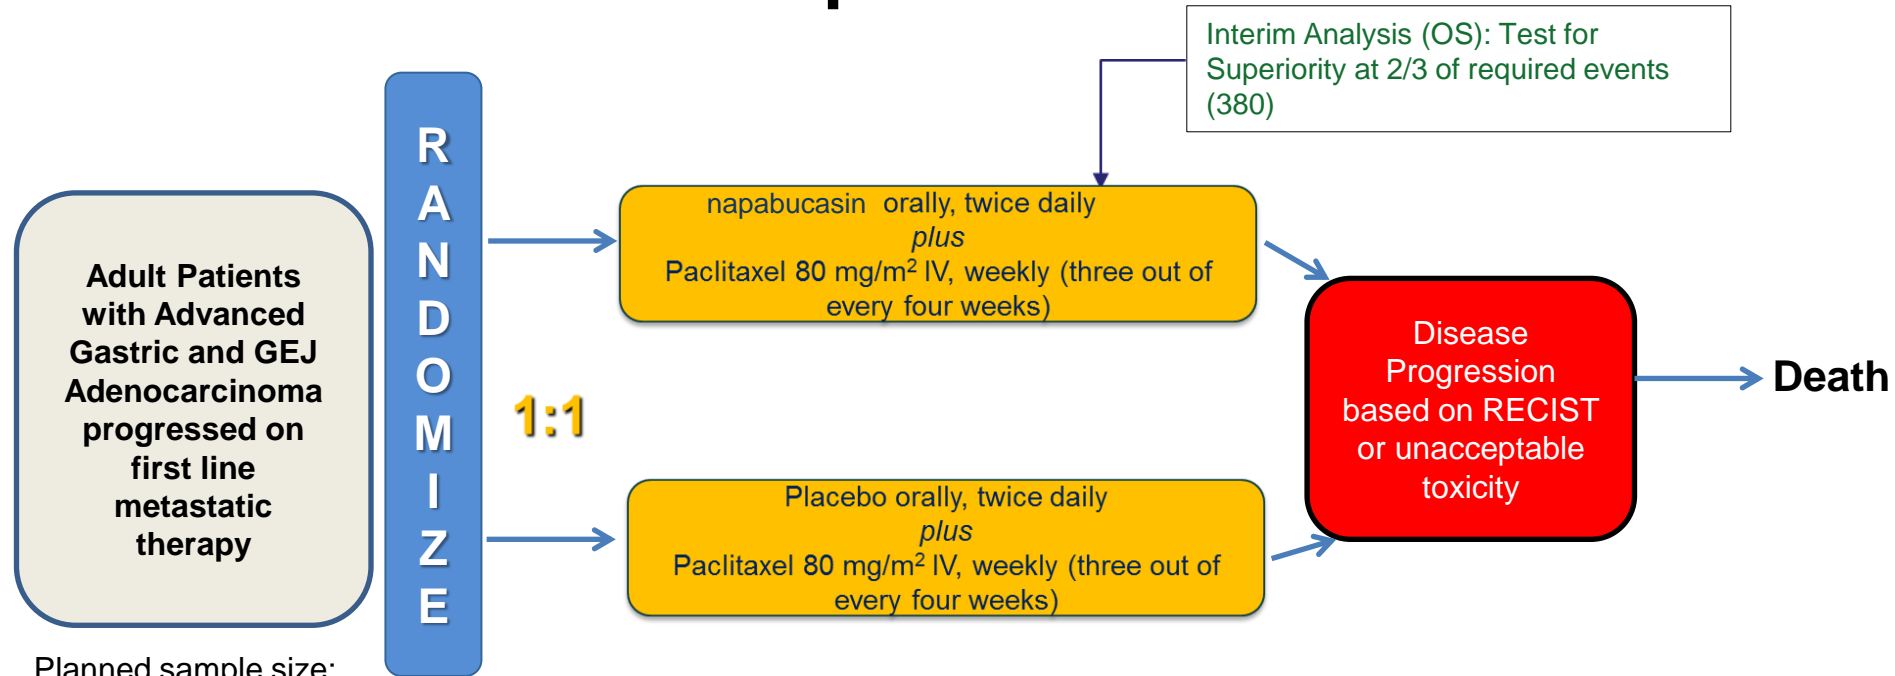 Interim Analysis (OS): Test for
Superiority at 2/3 of required events
(380)
R
A
N
D
O
M
I
Z
E
Adult Patients
with Advanced
Gastric and GEJ
Adenocarcinoma
progressed on
first line
metastatic
therapy
napabucasin orally, twice daily
plus
Paclitaxel 80 mg/m² IV, weekly (three out of
every four weeks)
1:1
Placebo orally, twice daily
plus
Paclitaxel 80 mg/m² IV, weekly (three out of
every four weeks)
Disease
Progression
based on RECIST
or unacceptable
toxicity
Death
Planned sample size: